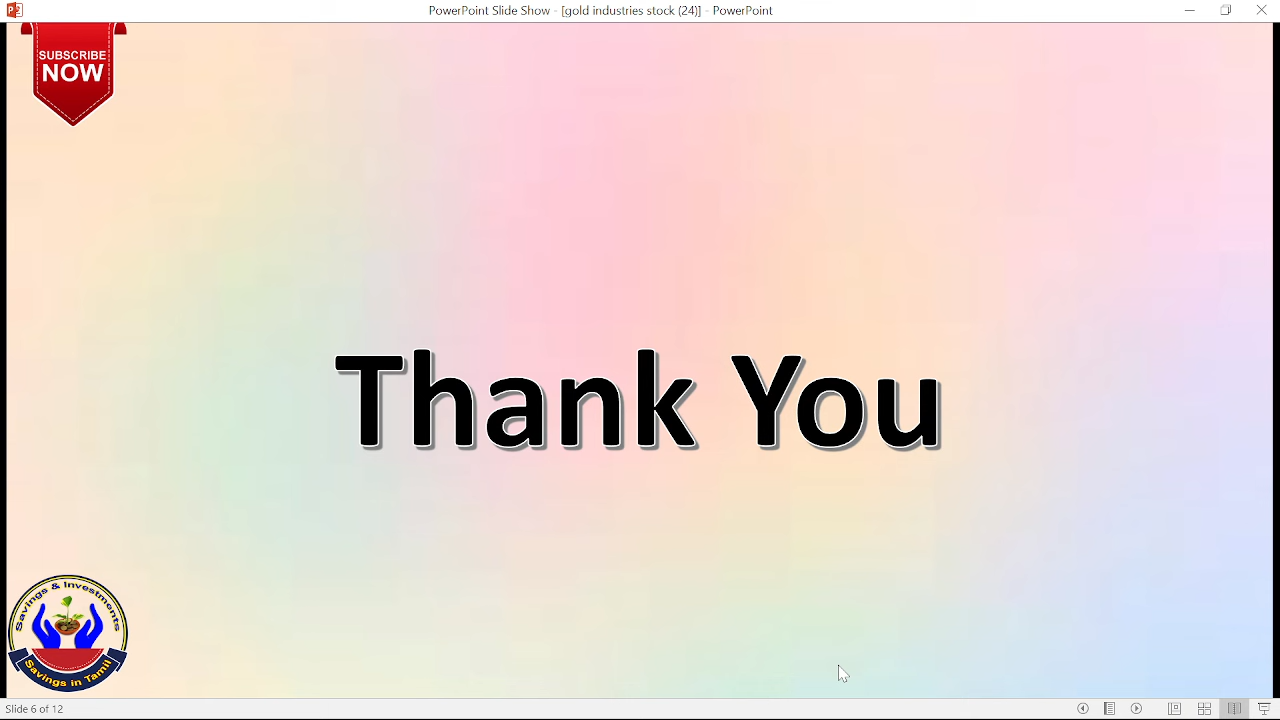 PowerPoint Slide Show - [gold industries stock (24)] - PowerPoint
SUBSCRIBE
NOW
Thank You
Savings & Investments
Savings in Tamil
Slide 6 of 12